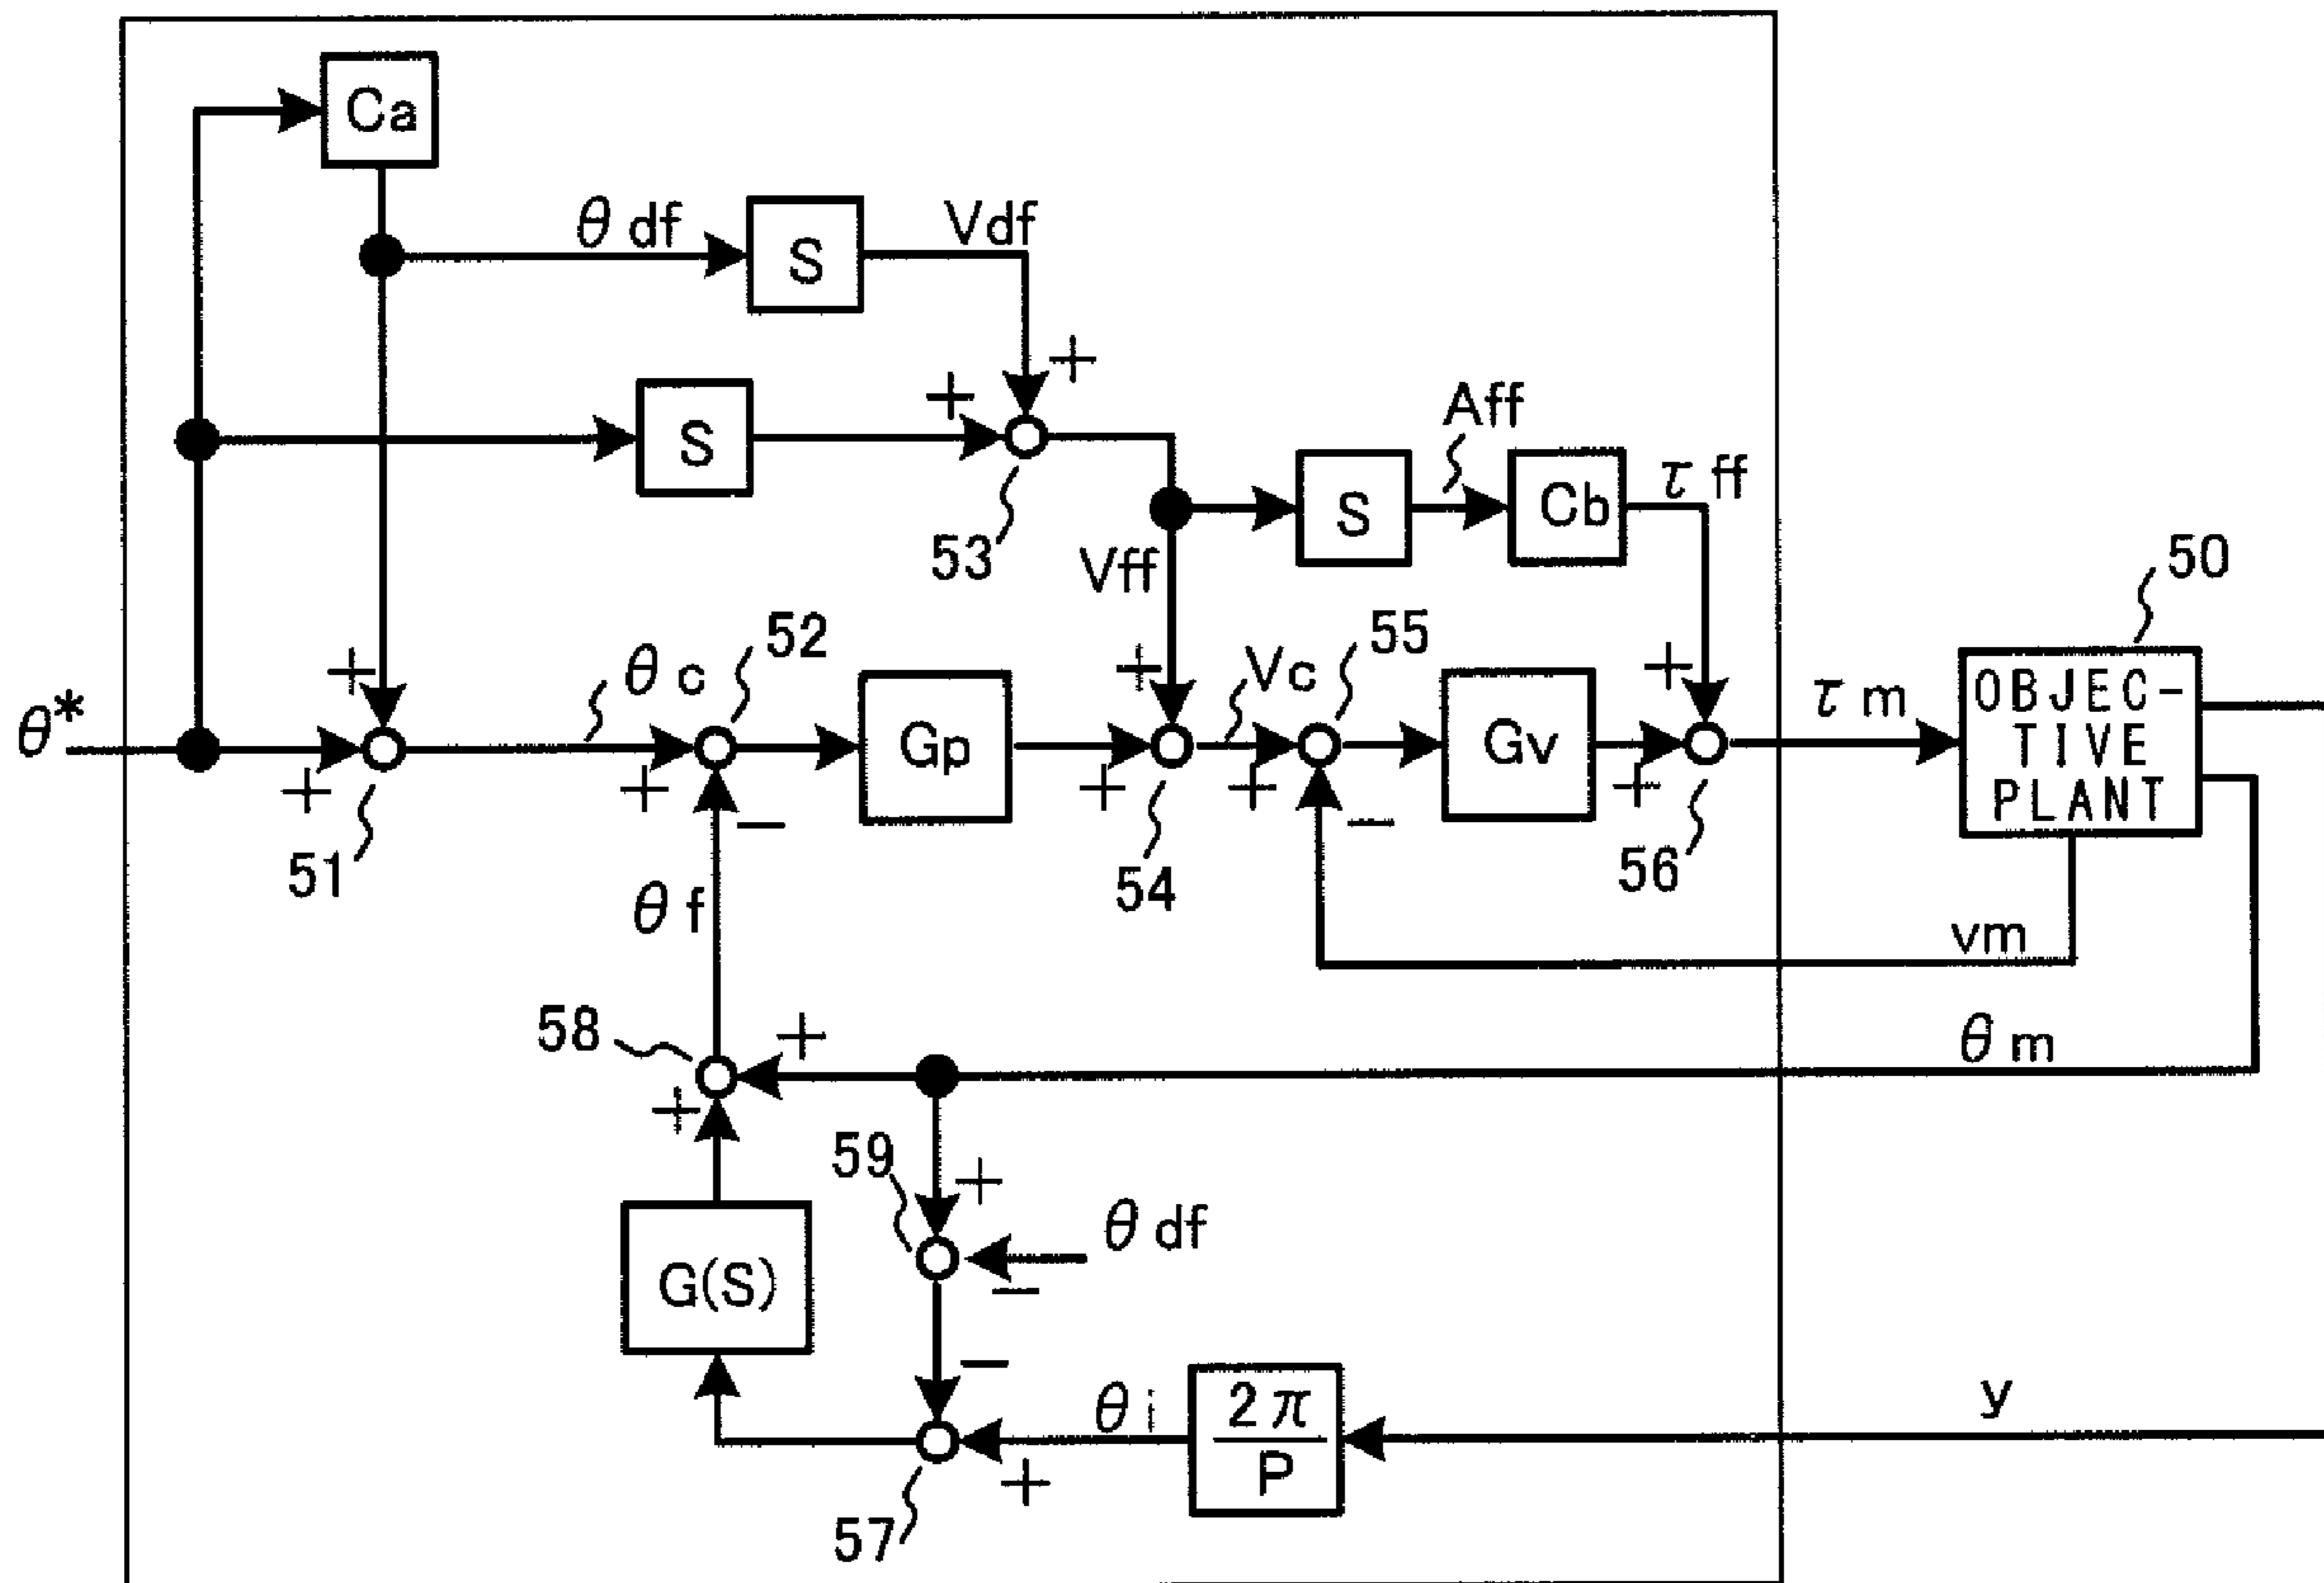 Ca
θ df
S
Vdf
+
+
S
53
Aff
S
Cb
τ ff
Vff
50
OBJEC-
TIVE
PLANT
θ*
+
+
51
θ c
52
+
−
Gp
+
+
54
Vc
55
+
−
Gv
+
+
56
τ m
θ f
vm
58
+
+
θ m
59
+
θ df
−
G(S)
−
θ i
+
2π
P
y
57